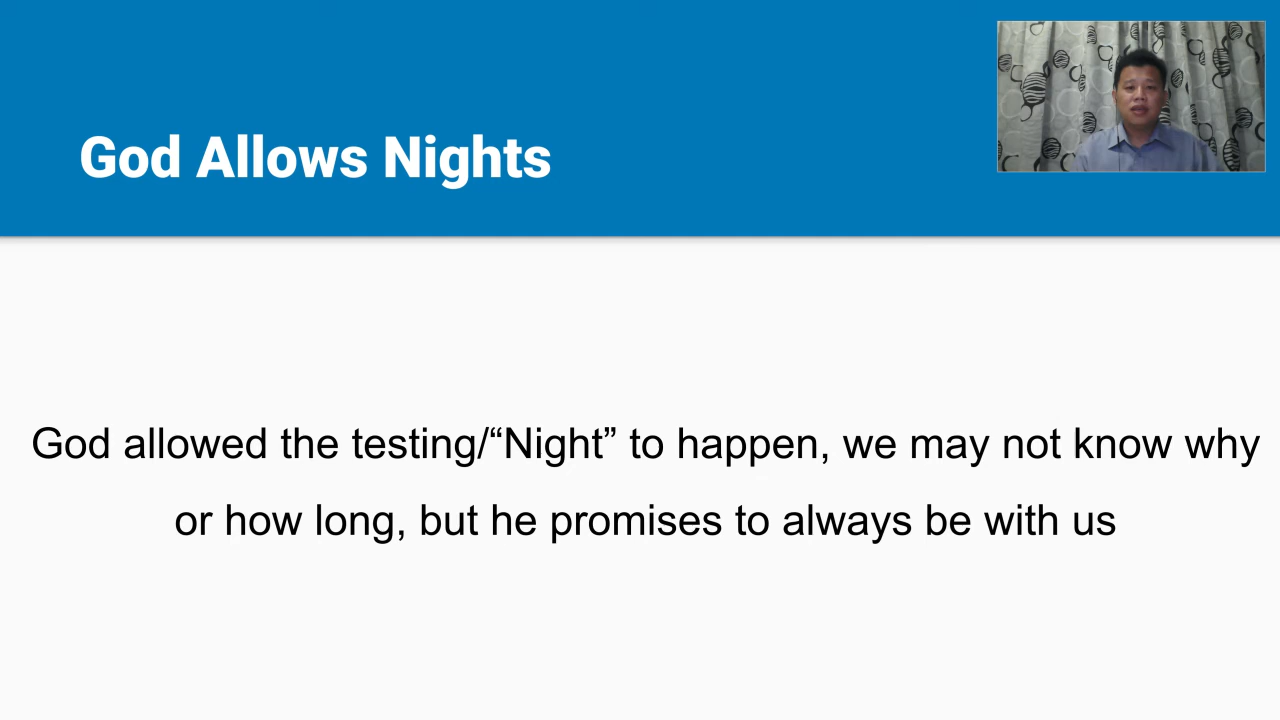 God Allows Nights
God allowed the testing/“Night” to happen, we may not know why
or how long, but he promises to always be with us